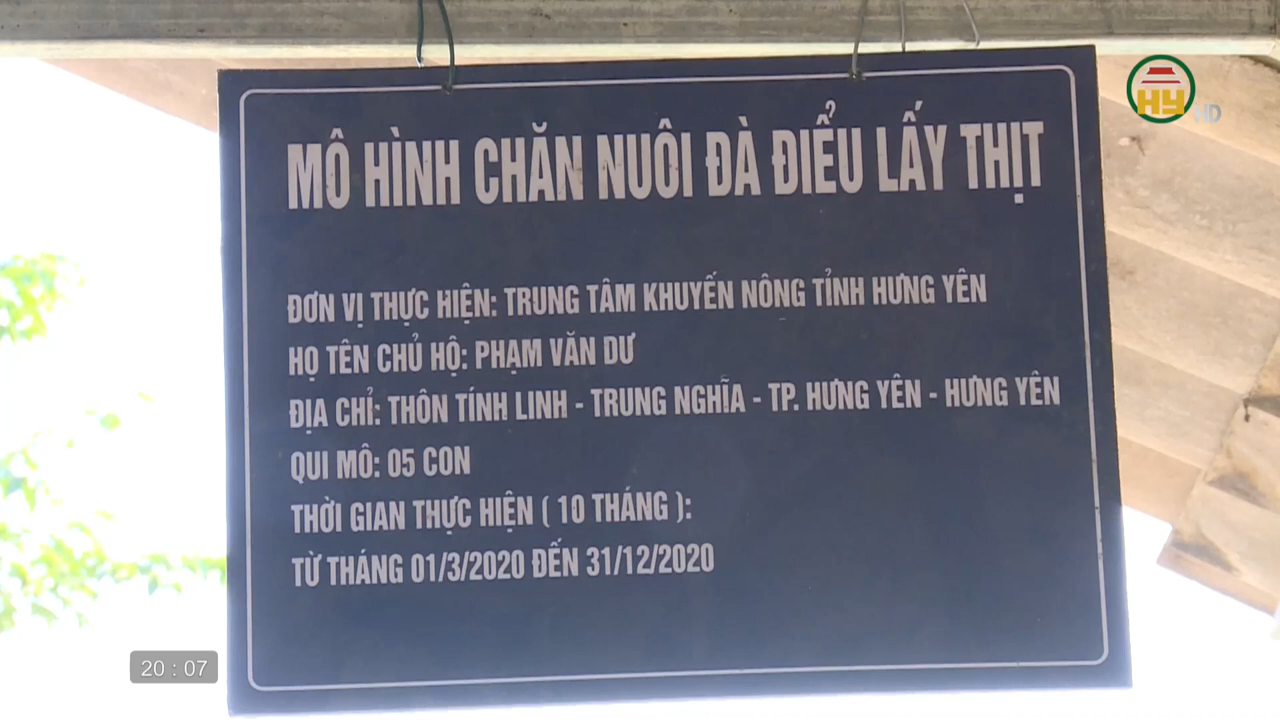 HY HD
MÔ HÌNH CHĂN NUÔI ĐÀ ĐIỂU LẤY THỊT
ĐƠN VỊ THỰC HIỆN: TRUNG TÂM KHUYẾN NÔNG TỈNH HƯNG YÊN
HỌ TÊN CHỦ HỘ: PHẠM VĂN DƯ
ĐỊA CHỈ: THÔN TÍNH LINH - TRUNG NGHĨA - TP. HƯNG YÊN - HƯNG YÊN
QUI MÔ: 05 CON
THỜI GIAN THỰC HIỆN ( 10 THÁNG ):
TỪ THÁNG 01/3/2020 ĐẾN 31/12/2020
20 : 07